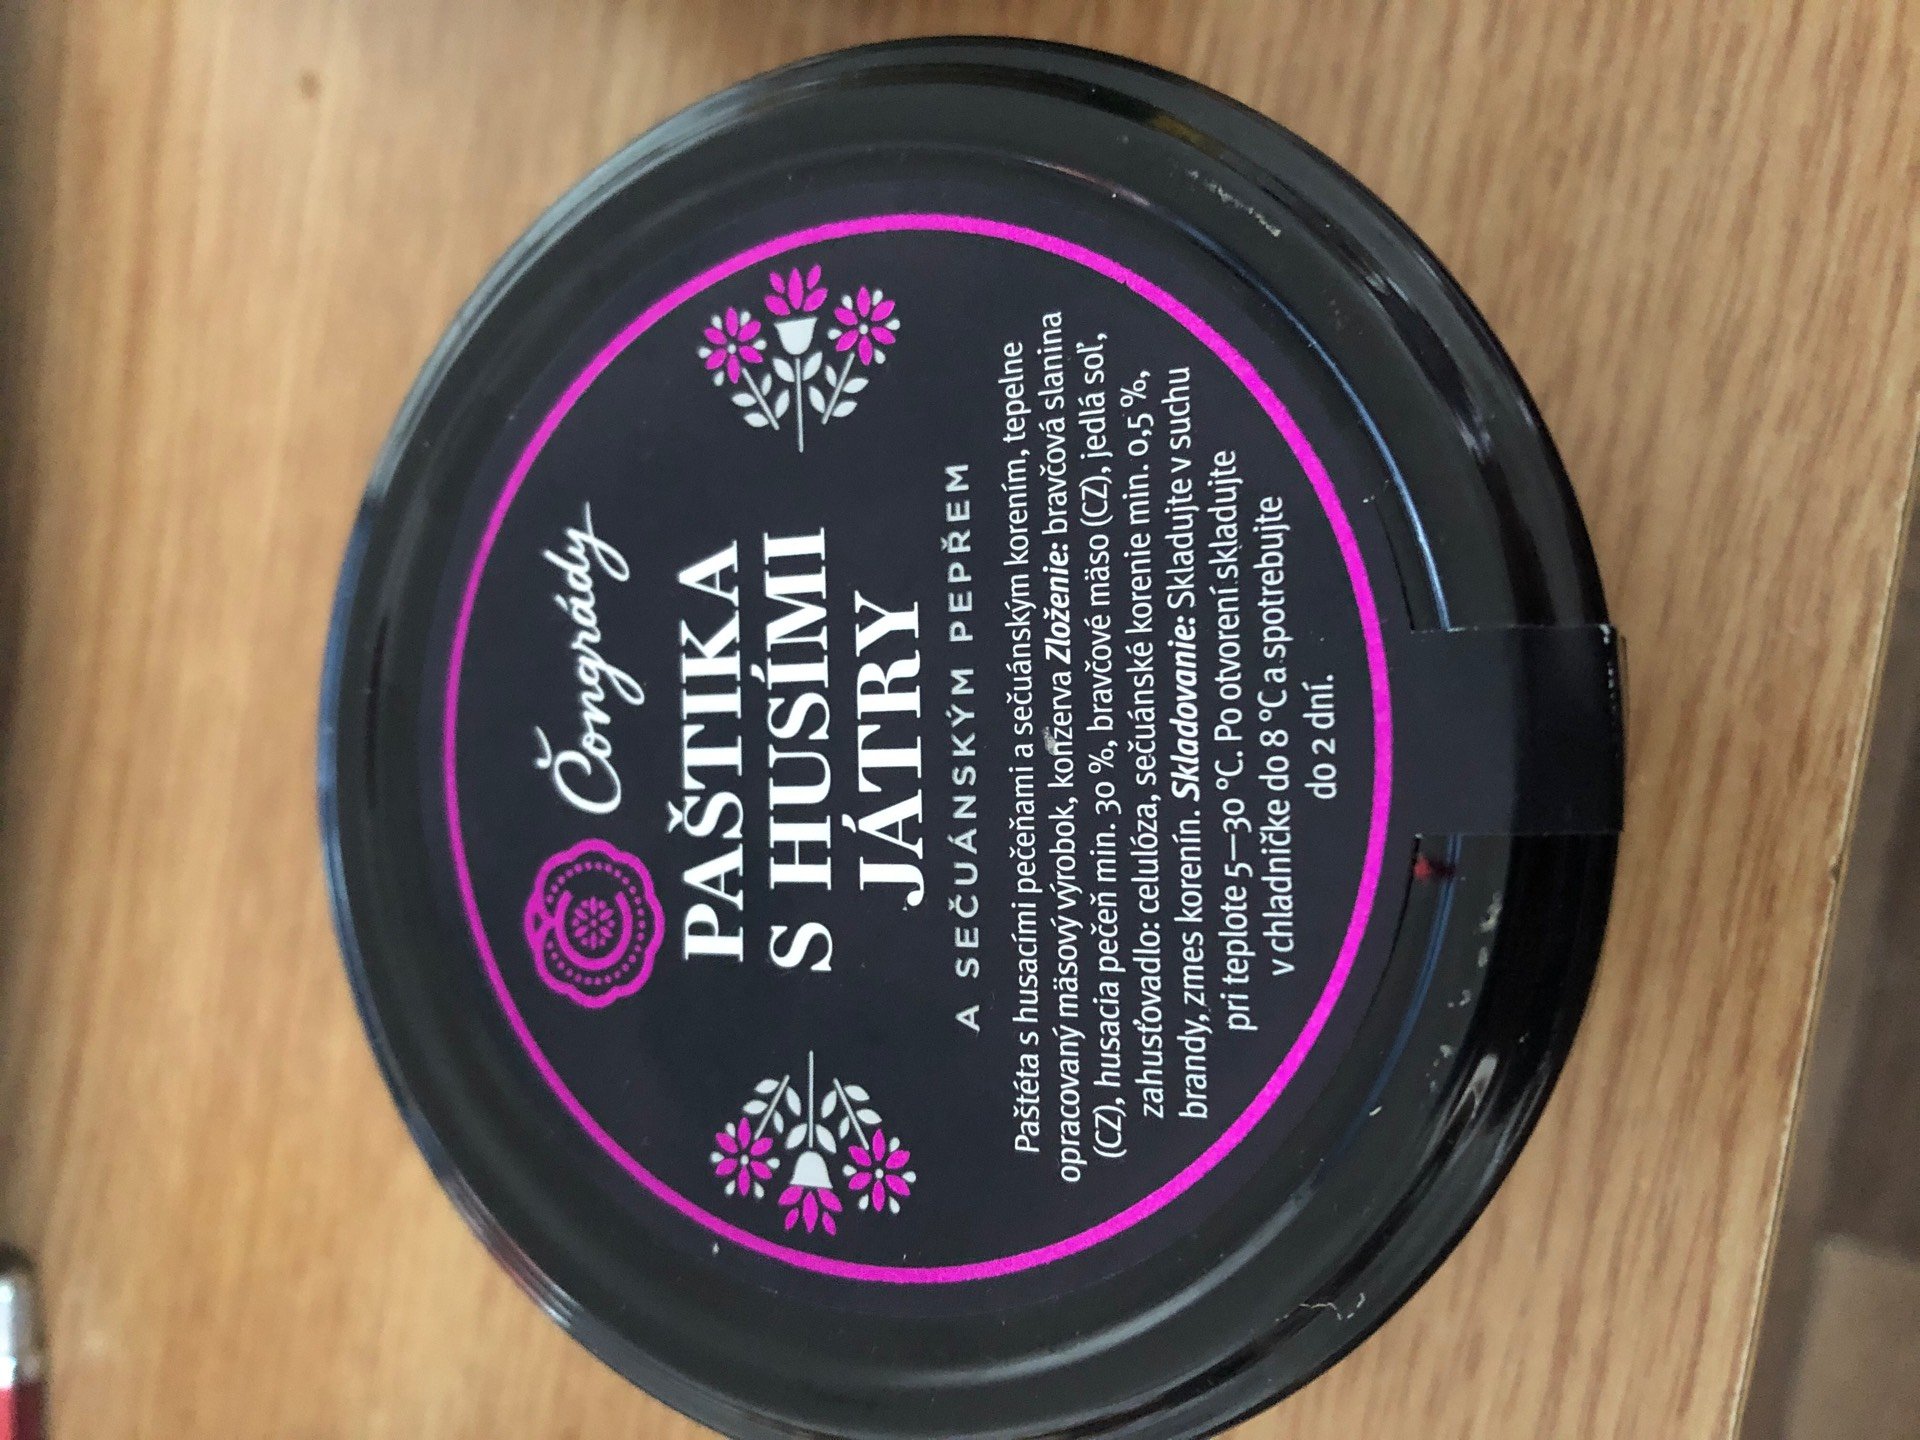 Čongrády
PAŠTIKA
S HUSÍMI
JÁTRY
A SEČUÁNSKÝM PEPŘEM
Paštéta s husacími pečeňami a sečuánskym korením, tepelne
opracovaný mäsový výrobok, konzerva Zloženie: bravčová slanina
(CZ), husacia pečeň min. 30 %, bravčové mäso (CZ), jedlá soľ,
zahusťovadlo: celulóza, sečuánské korenie min. 0,5 %,
brandy, zmes korenín. Skladovanie: Skladujte v suchu
pri teplote 5–30 °C. Po otvorení skladujte
v chladničke do 8 °C a spotrebujte
do 2 dní.